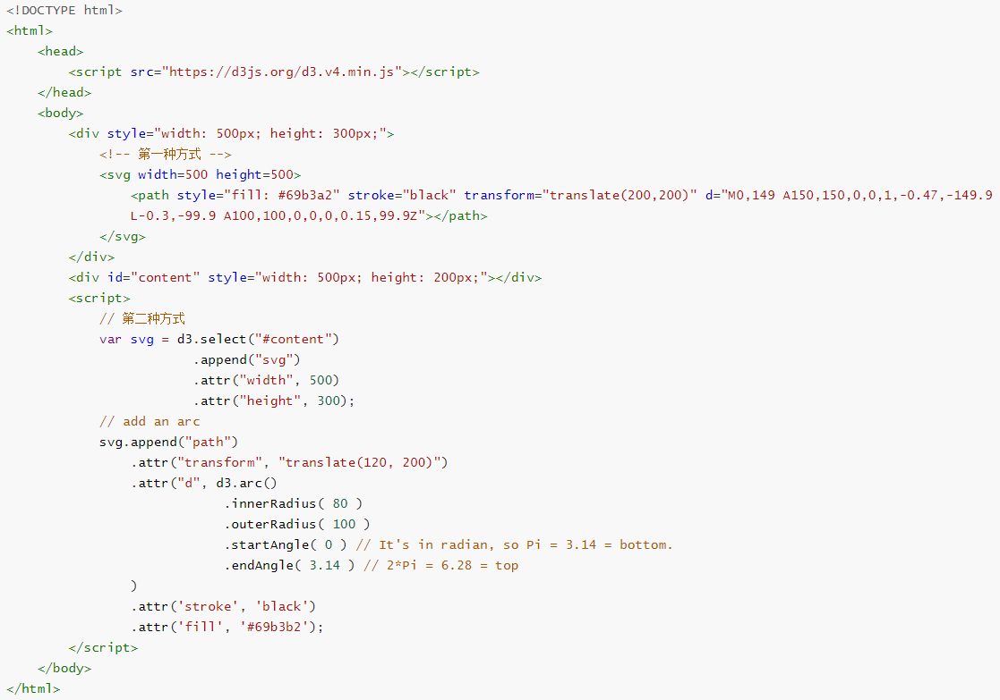 <!DOCTYPE html>
<html>
    <head>
        <script src="https://d3js.org/d3.v4.min.js"></script>
    </head>
    <body>
        <div style="width: 500px; height: 300px;">
            <!-- 第一种方式 -->
            <svg width=500 height=500>
                <path style="fill: #69b3a2" stroke="black" transform="translate(200,200)" d="M0,149 A150,150,0,0,1,-0.47,-149.9
                L-0.3,-99.9 A100,100,0,0,0,0.15,99.9Z"></path>
            </svg>
        </div>
        <div id="content" style="width: 500px; height: 200px;"></div>
        <script>
            // 第二种方式
            var svg = d3.select("#content")
                        .append("svg")
                        .attr("width", 500)
                        .attr("height", 300);
            // add an arc
            svg.append("path")
                .attr("transform", "translate(120, 200)")
                .attr("d", d3.arc()
                            .innerRadius( 80 )
                            .outerRadius( 100 )
                            .startAngle( 0 ) // It's in radian, so Pi = 3.14 = bottom.
                            .endAngle( 3.14 ) // 2*Pi = 6.28 = top
                )
                .attr('stroke', 'black')
                .attr('fill', '#69b3b2');
        </script>
    </body>
</html>